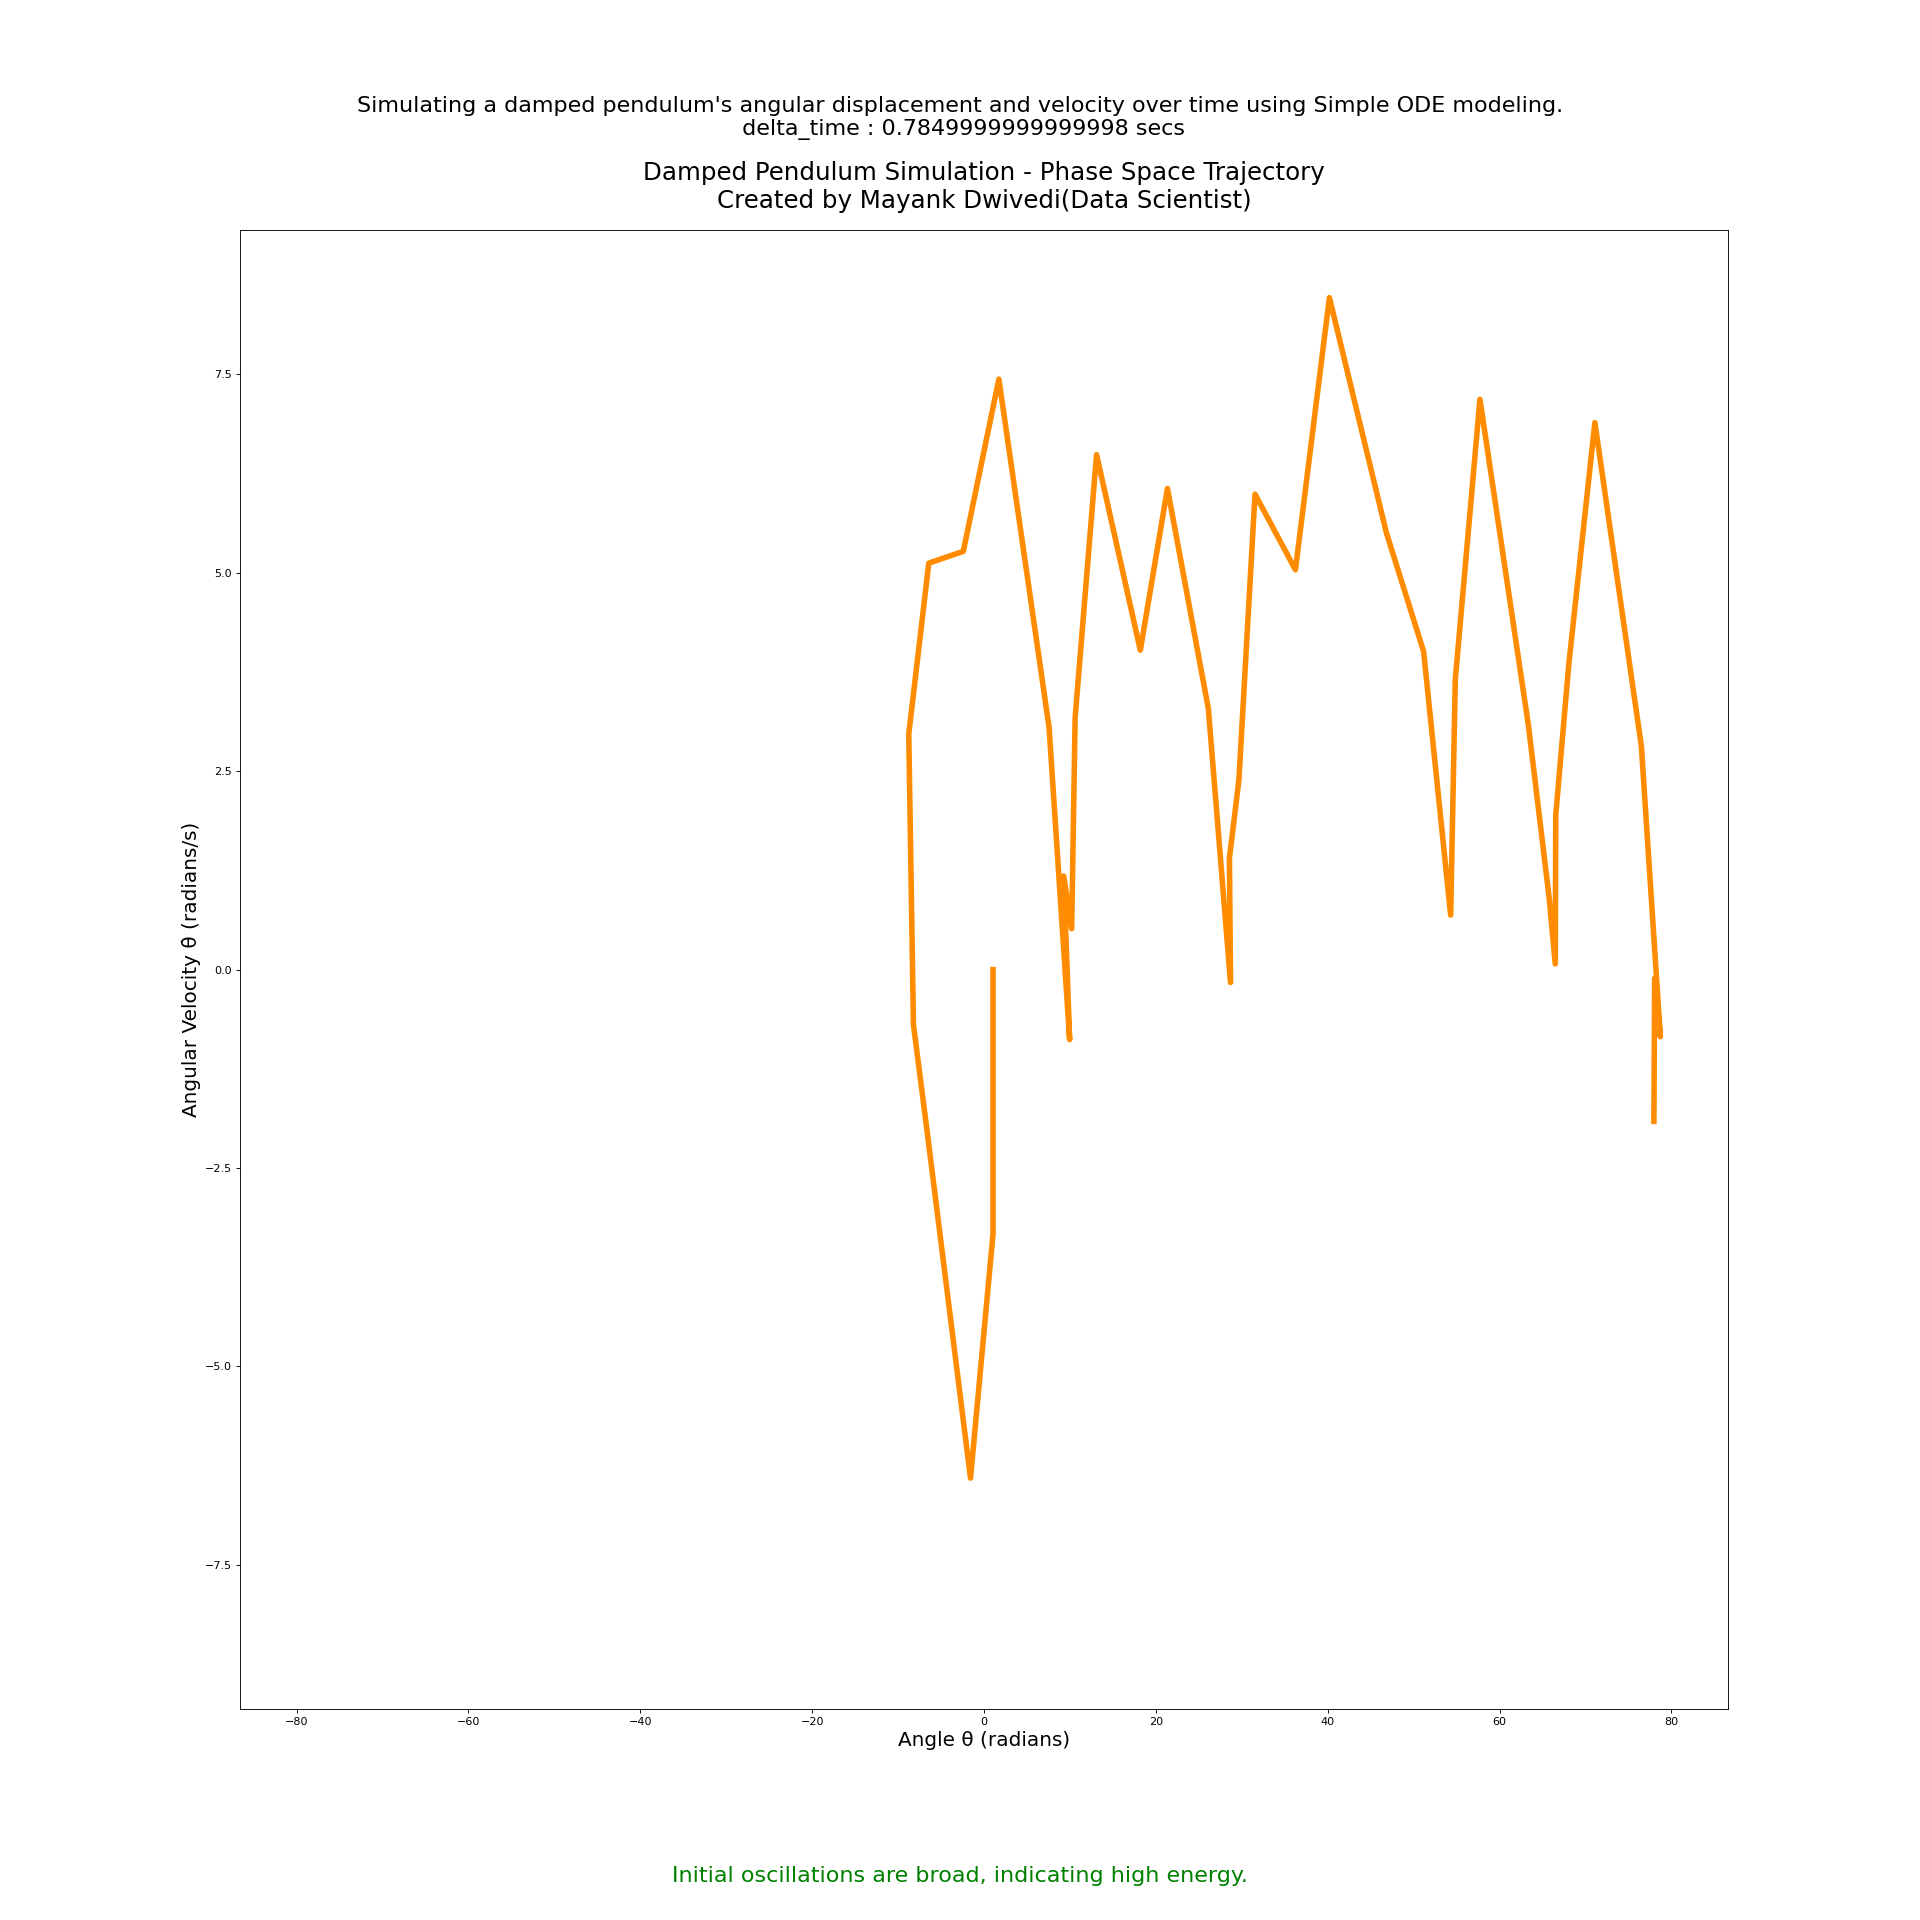 Simulating a damped pendulum's angular displacement and velocity over time using Simple ODE modeling.
delta_time : 0.7849999999999998 secs
Damped Pendulum Simulation - Phase Space Trajectory
Created by Mayank Dwivedi(Data Scientist)
7.5
5.0
2.5
0.0
−2.5
−5.0
−7.5
Angular Velocity θ̇ (radians/s)
−80
−60
−40
−20
0
20
40
60
80
Angle θ (radians)
Initial oscillations are broad, indicating high energy.